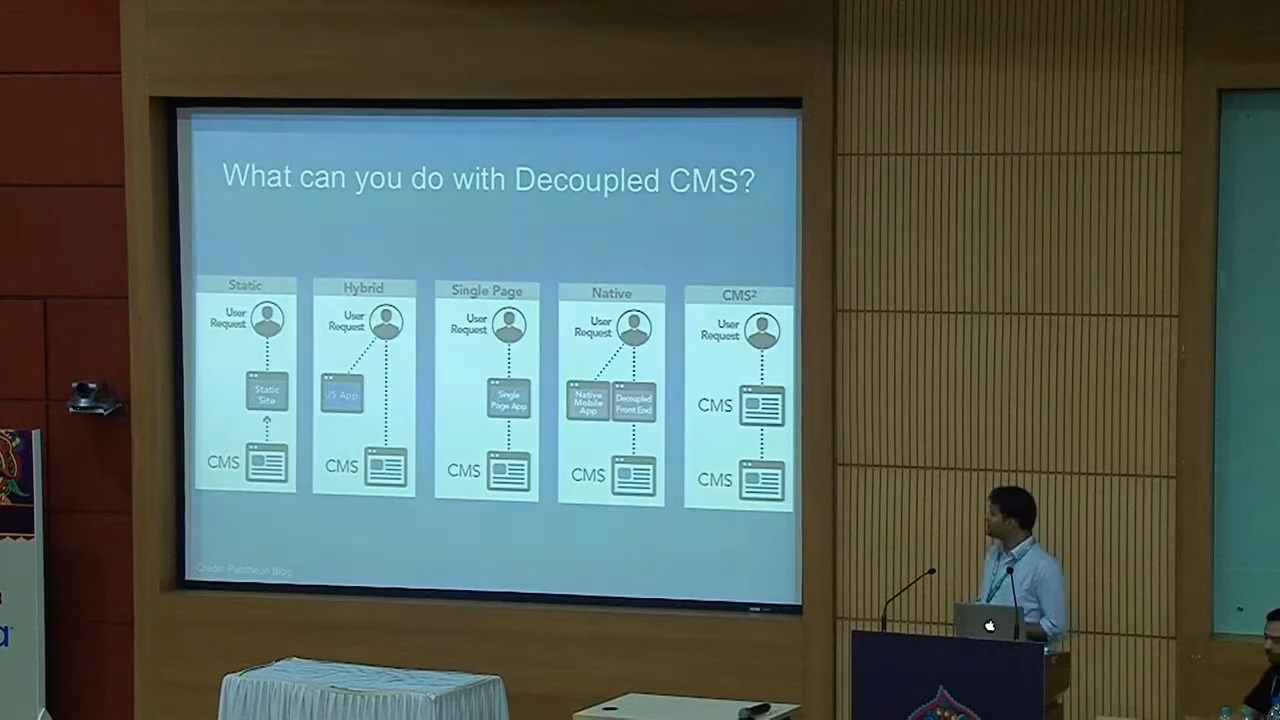 What can you do with Decoupled CMS?
Static
User
Request
Static
Site
CMS
Hybrid
User
Request
JS App
CMS
Single Page
User
Request
Single
Page App
CMS
Native
User
Request
Native
Mobile
App
Decoupled
Front End
CMS
CMS²
User
Request
CMS
CMS
Credit: Pantheon Blog